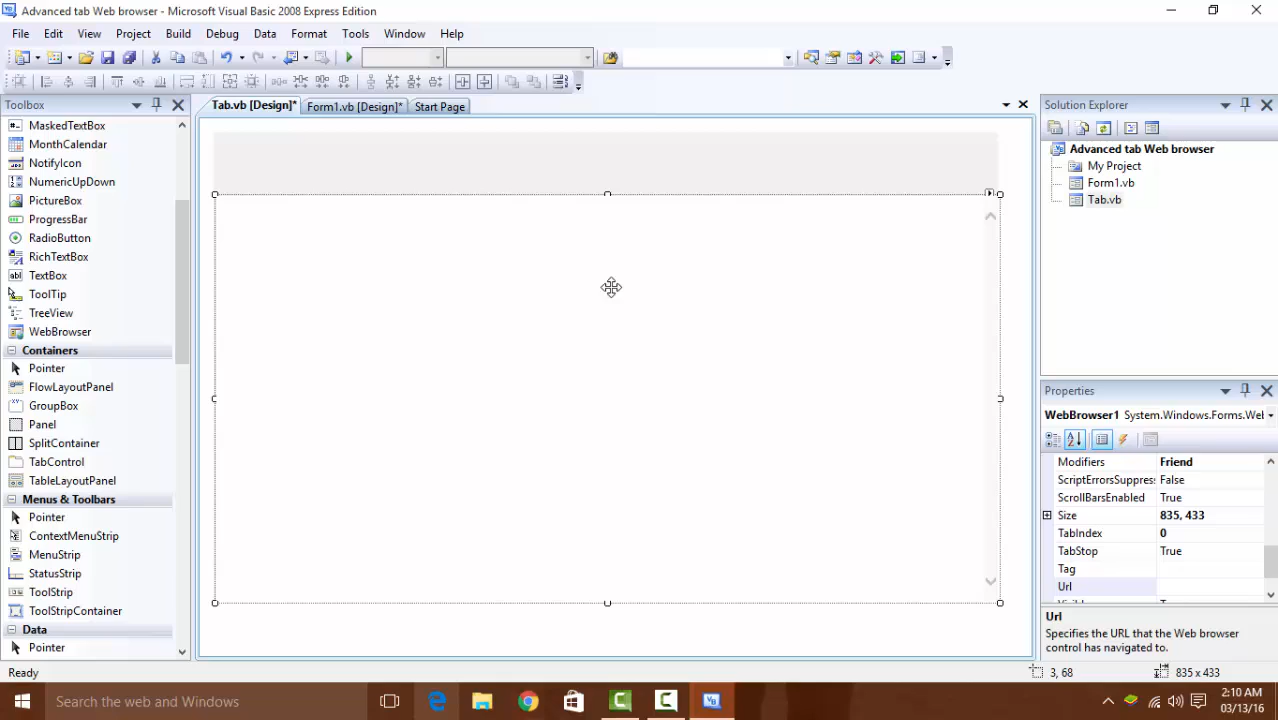 Advanced tab Web browser - Microsoft Visual Basic 2008 Express Edition
File Edit View Project Build Debug Data Format Tools Window Help
Toolbox
MaskedTextBox
MonthCalendar
NotifyIcon
NumericUpDown
PictureBox
ProgressBar
RadioButton
RichTextBox
TextBox
ToolTip
TreeView
WebBrowser
Containers
Pointer
FlowLayoutPanel
GroupBox
Panel
SplitContainer
TabControl
TableLayoutPanel
Menus & Toolbars
Pointer
ContextMenuStrip
MenuStrip
StatusStrip
ToolStrip
ToolStripContainer
Data
Pointer
Tab.vb [Design]* Form1.vb [Design]* Start Page
Solution Explorer
Advanced tab Web browser
My Project
Form1.vb
Tab.vb
Properties
WebBrowser1 System.Windows.Forms.Wel
Modifiers Friend
ScriptErrorsSuppres: False
ScrollBarsEnabled True
Size 835, 433
TabIndex 0
TabStop True
Tag
Url
Url
Specifies the URL that the Web browser
control has navigated to.
Ready 3, 68 835 x 433
Search the web and Windows
2:10 AM
03/13/16